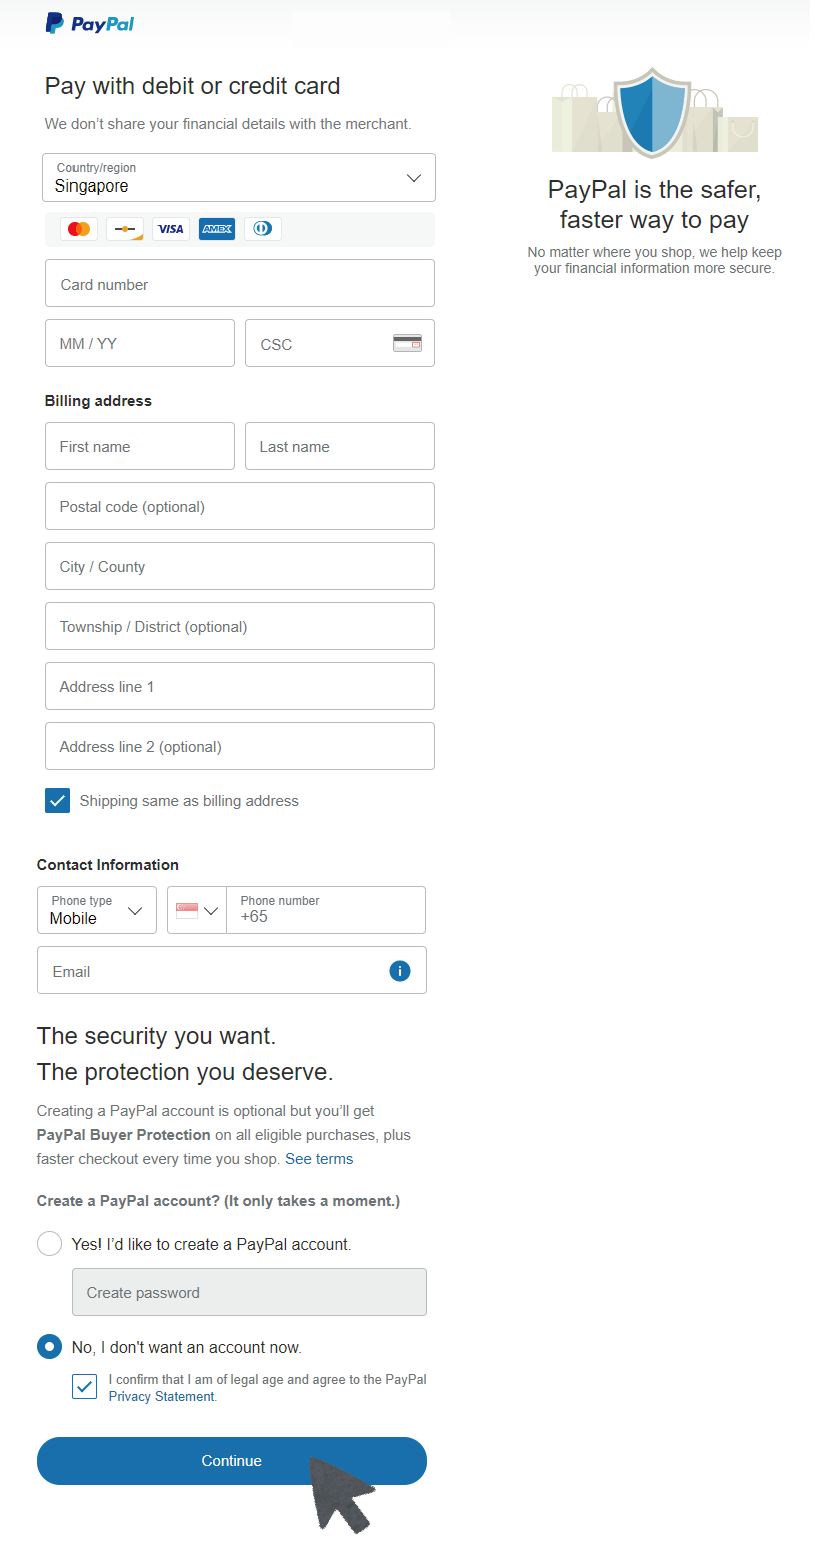 PayPal
Pay with debit or credit card
We don't share your financial details with the merchant.
Country/region
Singapore
VISA
AMEX
Card number
MM / YY
CSC
Billing address
First name
Last name
Postal code (optional)
City / County
Township / District (optional)
Address line 1
Address line 2 (optional)
Shipping same as billing address
Contact Information
Phone type
Mobile
Phone number
+65
Email
i
The security you want.
The protection you deserve.
Creating a PayPal account is optional but you'll get
PayPal Buyer Protection on all eligible purchases, plus
faster checkout every time you shop. See terms
Create a PayPal account? (It only takes a moment.)
Yes! I'd like to create a PayPal account.
Create password
No, I don't want an account now.
I confirm that I am of legal age and agree to the PayPal
Privacy Statement.
Continue
PayPal is the safer,
faster way to pay
No matter where you shop, we help keep
your financial information more secure.